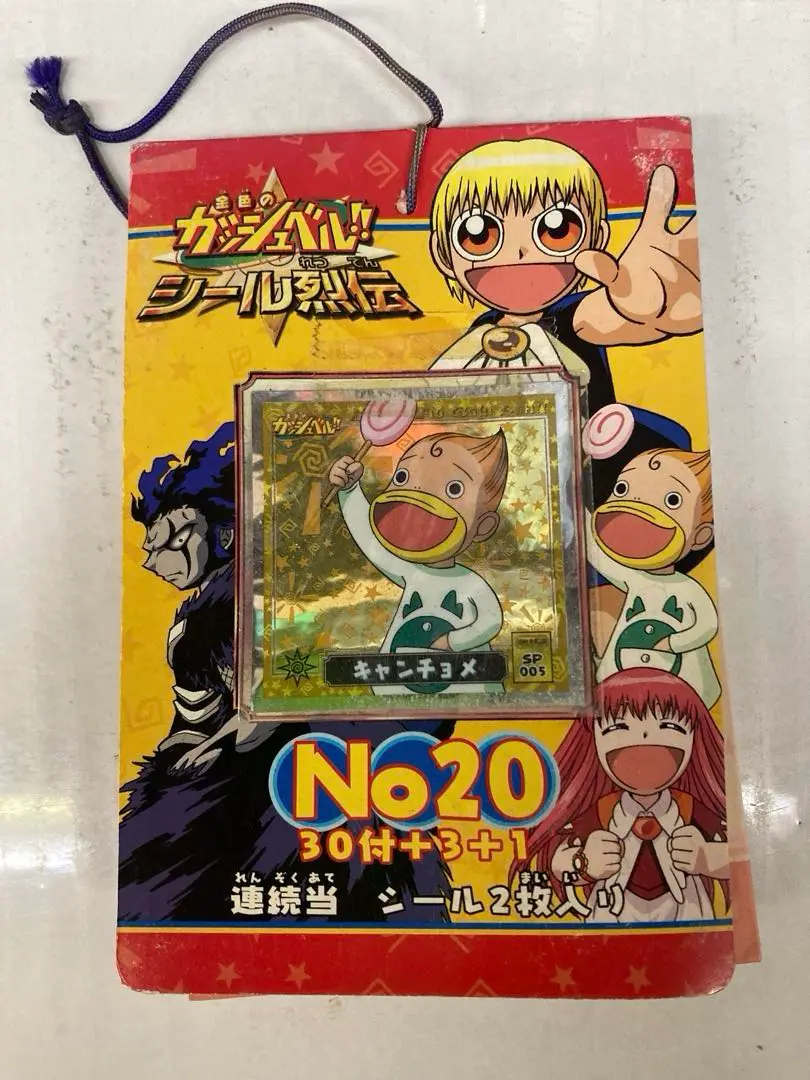 金色の
ガッシュベル!!
れつ でん
シール烈伝
ガッシュベル!!
キャンチョメ
SP
005
No20
30付+3+1
れん ぞく あて まい い
連続当 シール2枚入り